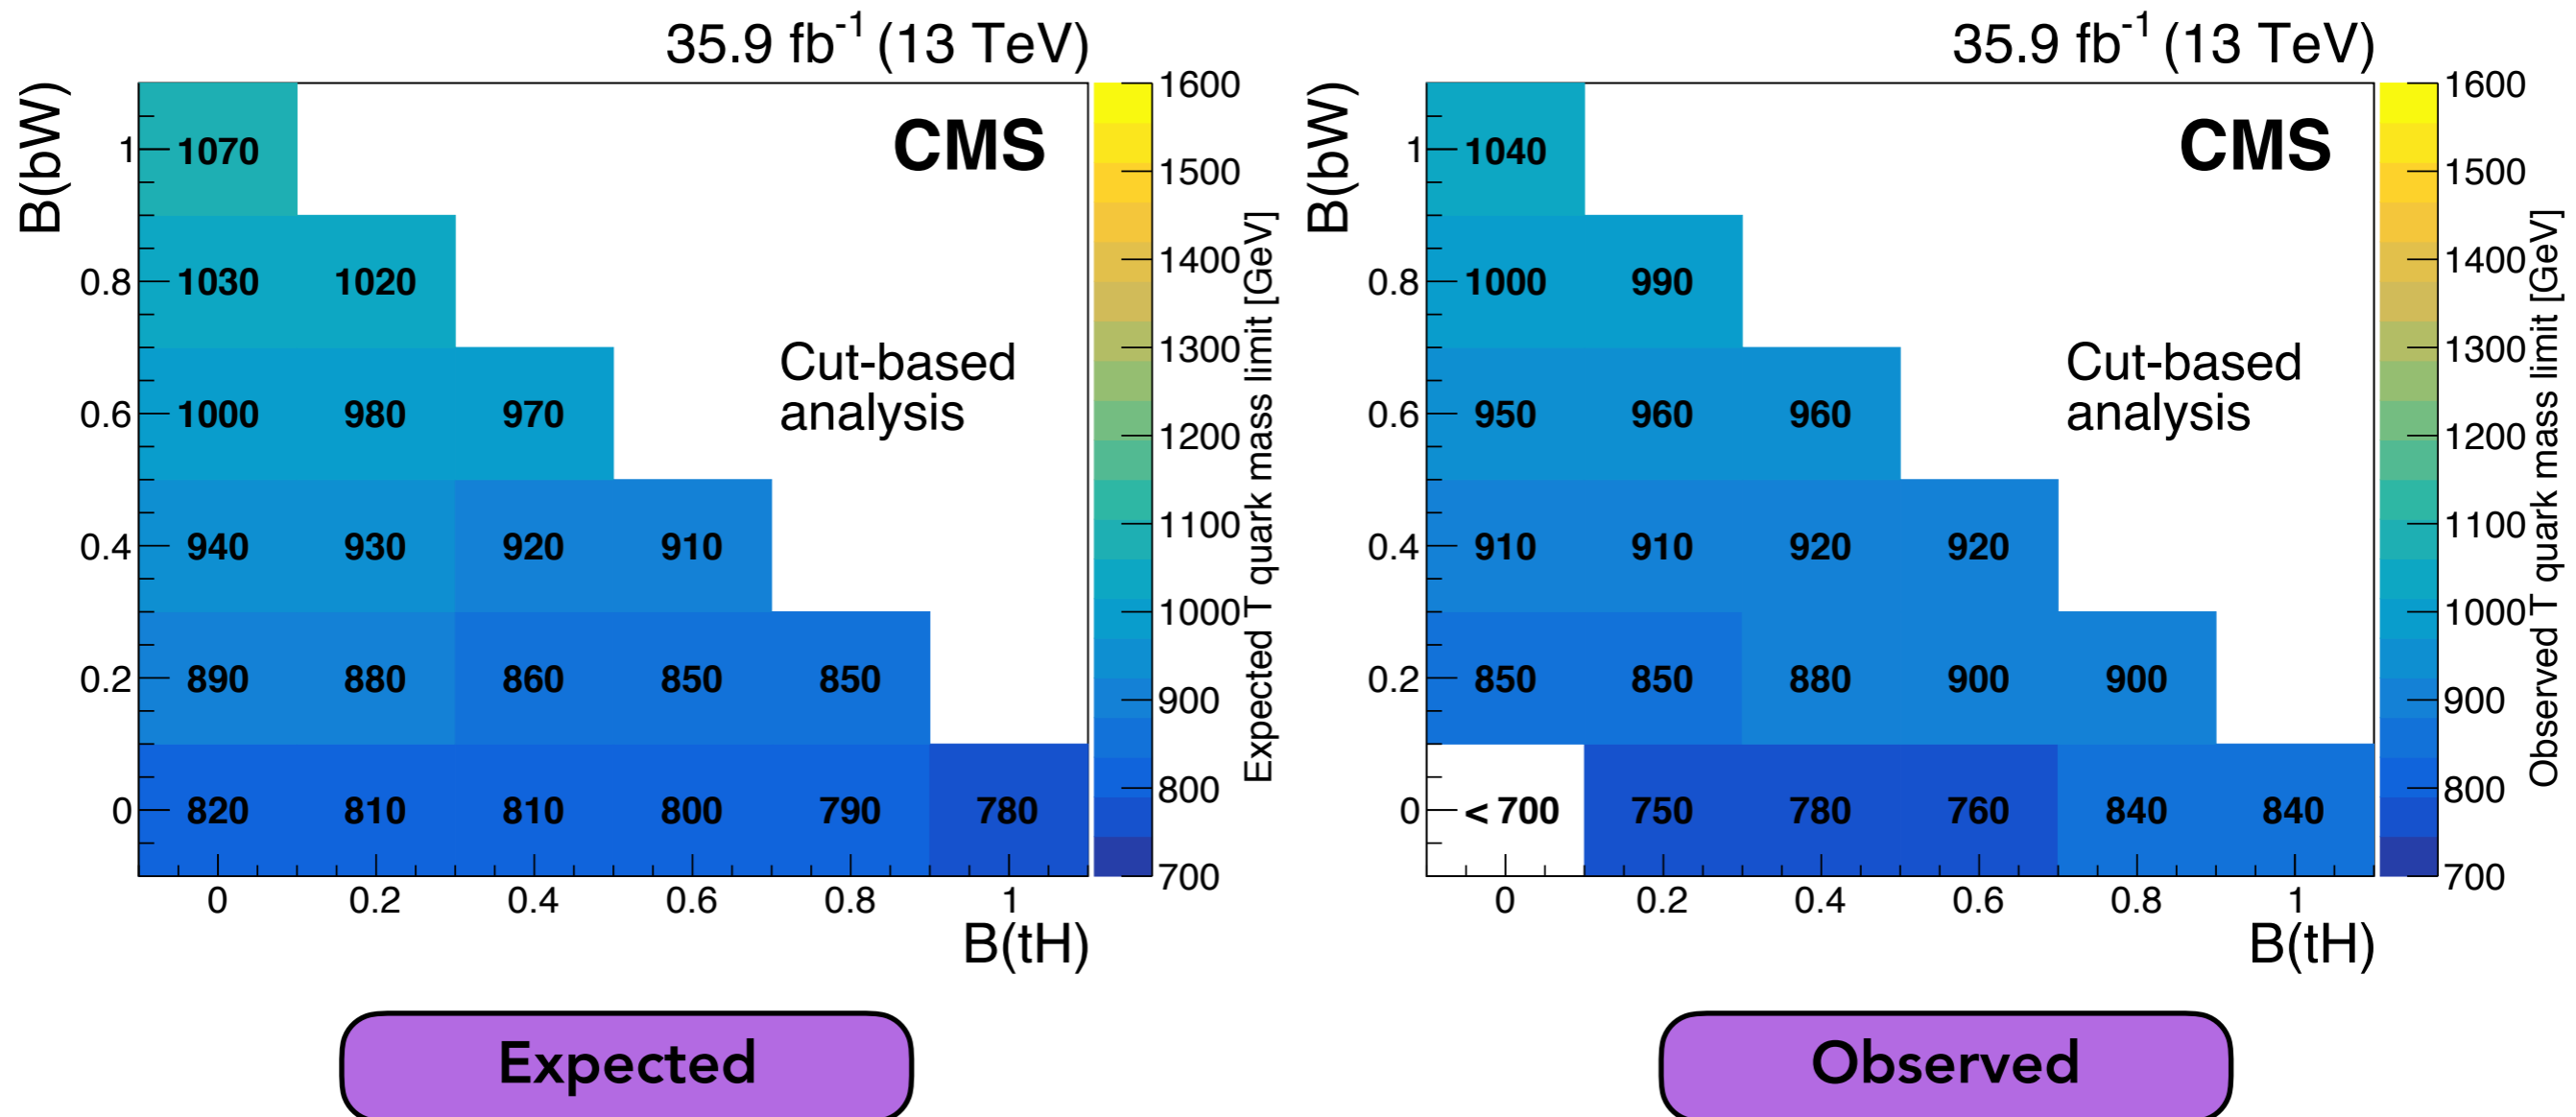 35.9 fb-1 (13 TeV)
B(bW)
CMS
Cut-based
analysis
1
0.8
0.6
0.4
0.2
0
1070
1030 1020
1000 980 970
940 930 920 910
890 880 860 850 850
820 810 810 800 790 780
0 0.2 0.4 0.6 0.8 1
B(tH)
1600
1500
1400
1300
1200
1100
1000
900
800
700
Expected T quark mass limit [GeV]
Expected
35.9 fb-1 (13 TeV)
B(bW)
CMS
Cut-based
analysis
1
0.8
0.6
0.4
0.2
0
1040
1000 990
950 960 960
910 910 920 920
850 850 880 900 900
< 700 750 780 760 840 840
0 0.2 0.4 0.6 0.8 1
B(tH)
1600
1500
1400
1300
1200
1100
1000
900
800
700
Observed T quark mass limit [GeV]
Observed